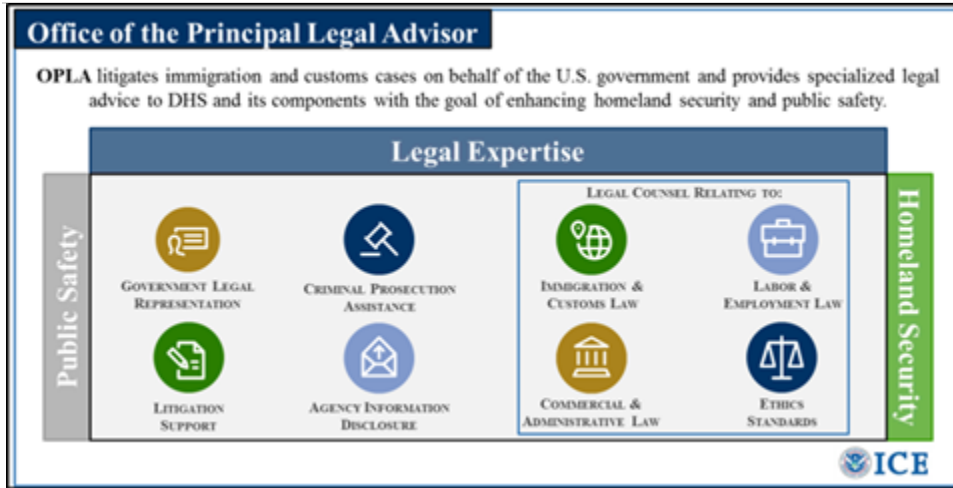 Office of the Principal Legal Advisor
OPLA litigates immigration and customs cases on behalf of the U.S. government and provides specialized legal
advice to DHS and its components with the goal of enhancing homeland security and public safety.
Legal Expertise
Public Safety
GOVERNMENT LEGAL
REPRESENTATION
CRIMINAL PROSECUTION
ASSISTANCE
LITIGATION
SUPPORT
AGENCY INFORMATION
DISCLOSURE
LEGAL COUNSEL RELATING TO:
IMMIGRATION &
CUSTOMS LAW
LABOR
& EMPLOYMENT LAW
COMMERCIAL &
ADMINISTRATIVE LAW
ETHICS
STANDARDS
Homeland Security
ICE